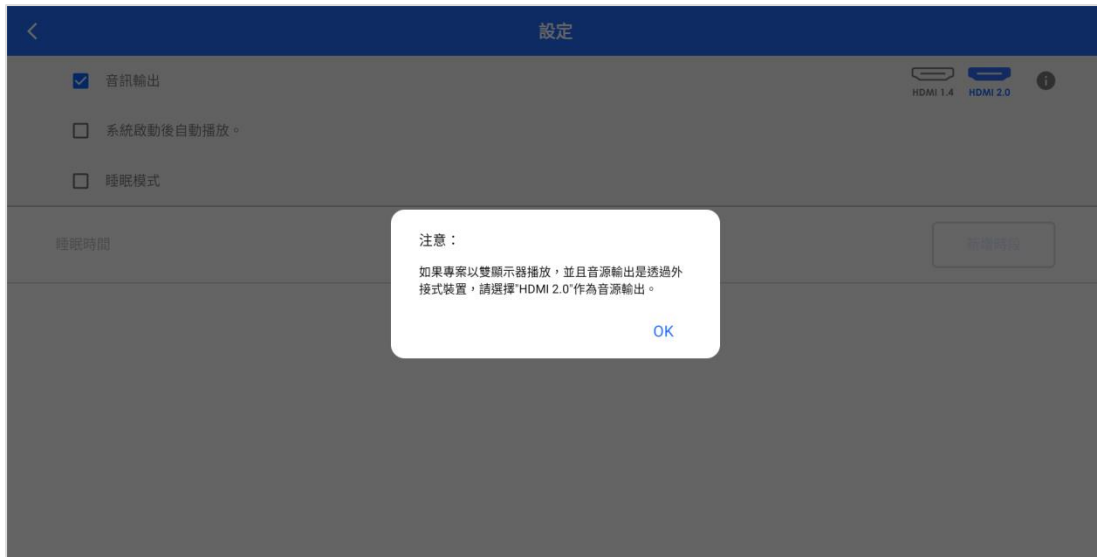 設定
音訊輸出
HDMI 1.4 HDMI 2.0
系統啟動後自動播放。
睡眠模式
睡眠時間
注意：
如果專案以雙顯示器播放，並且音源輸出是透過外
接式裝置，請選擇"HDMI 2.0"作為音源輸出。
OK